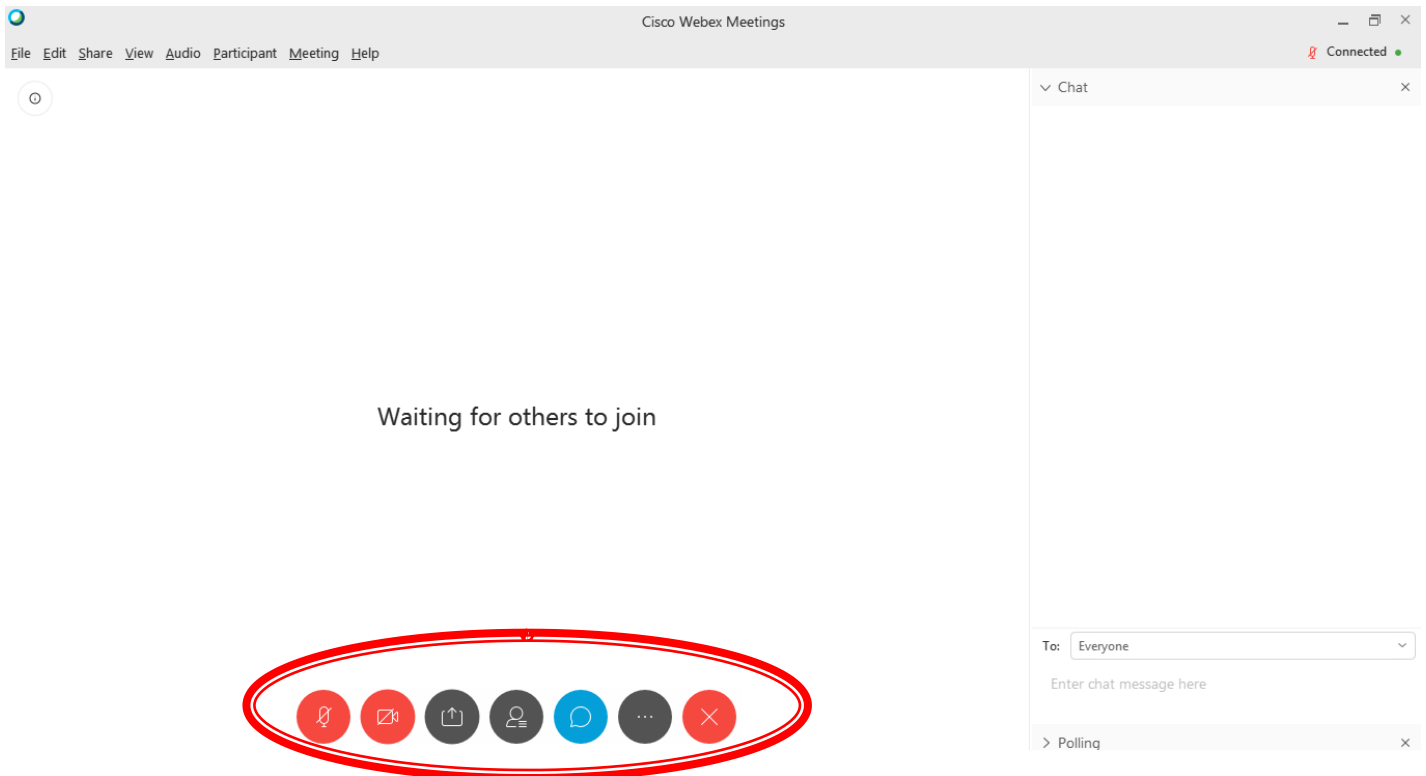 Cisco Webex Meetings
File Edit Share View Audio Participant Meeting Help
Connected
Chat
Waiting for others to join
To: Everyone
Enter chat message here
Polling